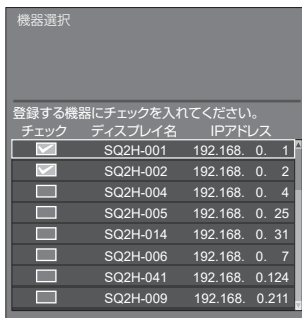 機器選択
登録する機器にチェックを入れてください。
チェック ディスプレイ名 IPアドレス
SQ2H-001 192.168. 0. 1
SQ2H-002 192.168. 0. 2
SQ2H-004 192.168. 0. 4
SQ2H-005 192.168. 0. 25
SQ2H-014 192.168. 0. 31
SQ2H-006 192.168. 0. 7
SQ2H-041 192.168. 0.124
SQ2H-009 192.168. 0.211